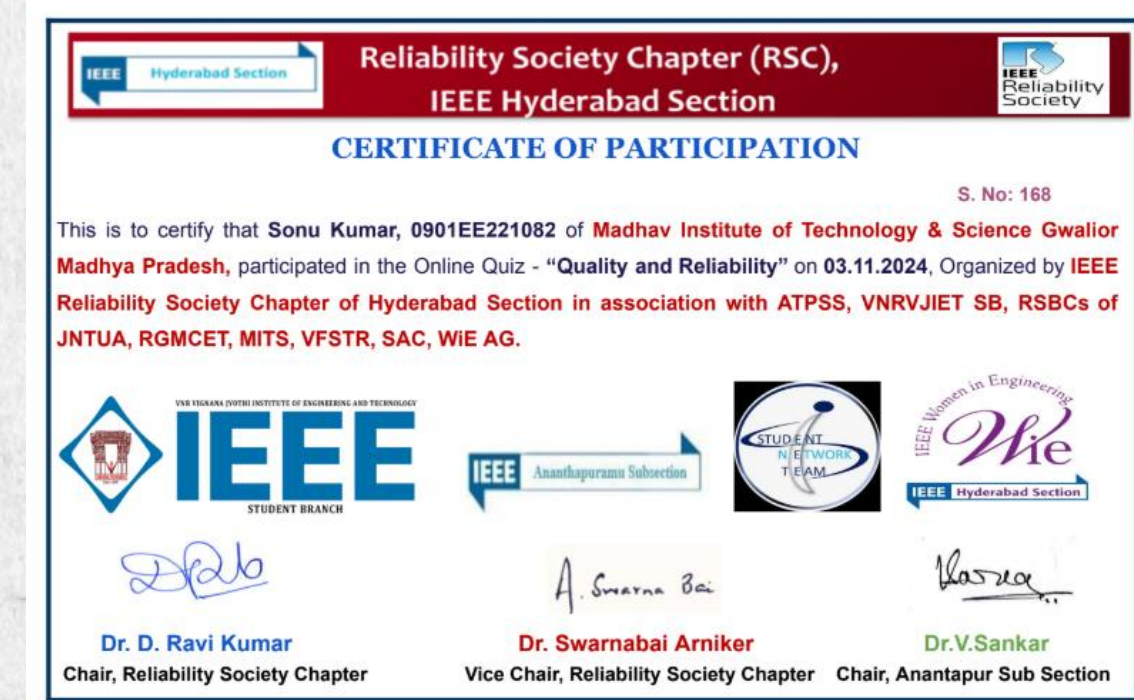 IEEE Hyderabad Section
Reliability Society Chapter (RSC),
IEEE Hyderabad Section
IEEE
Reliability
Society
CERTIFICATE OF PARTICIPATION
S. No: 168
This is to certify that Sonu Kumar, 0901EE221082 of Madhav Institute of Technology & Science Gwalior
Madhya Pradesh, participated in the Online Quiz - “Quality and Reliability” on 03.11.2024, Organized by IEEE
Reliability Society Chapter of Hyderabad Section in association with ATPSS, VNRVJIET SB, RSBCs of
JNTUA, RGMCET, MITS, VFSTR, SAC, WiE AG.
VNR VIGNANA JYOTHI INSTITUTE OF ENGINEERING AND TECHNOLOGY
IEEE
STUDENT BRANCH
IEEE Ananthapuramu Subsection
STUDENT
NETWORK
TEAM
IEEE Women in Engineering
Wie
IEEE Hyderabad Section
A. Swarna Bai
Dr. D. Ravi Kumar
Chair, Reliability Society Chapter
Dr. Swarnabai Arniker
Vice Chair, Reliability Society Chapter
Dr.V.Sankar
Chair, Anantapur Sub Section